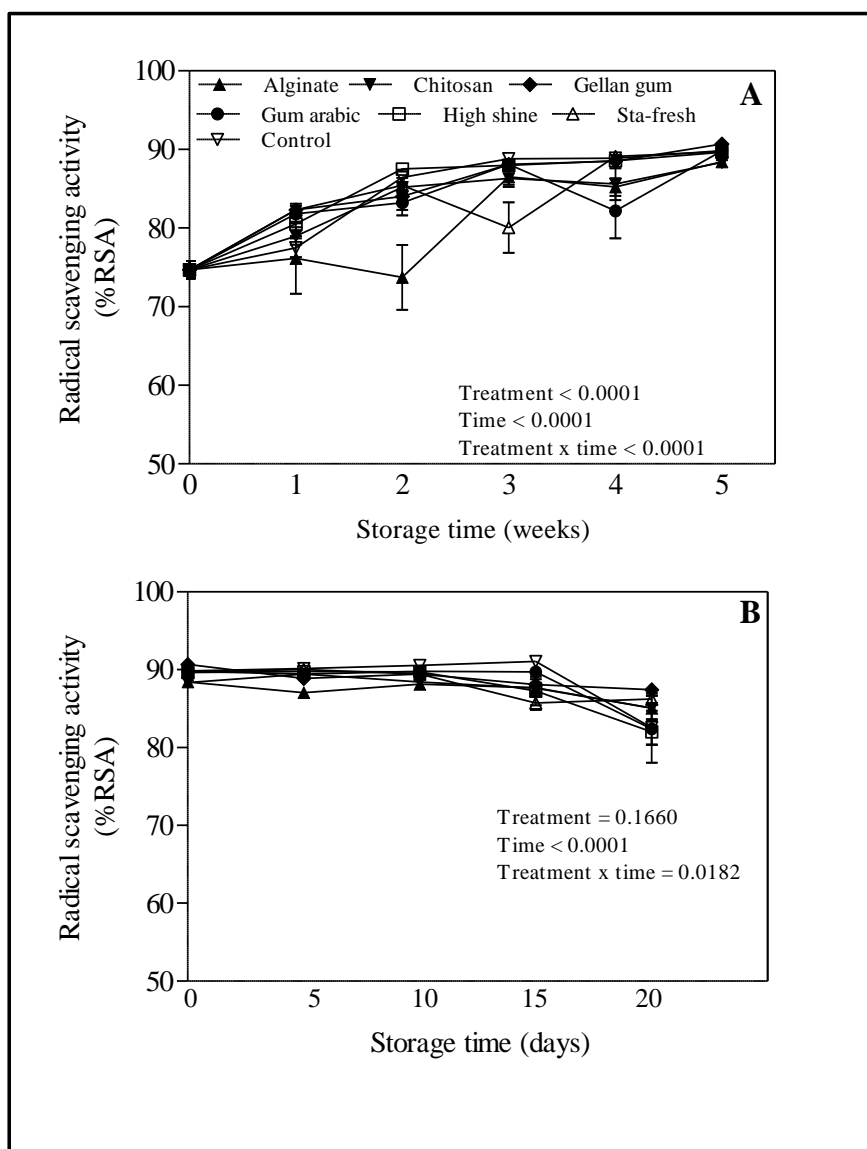 100
Alginate Chitosan Gellan gum
A
Gum arabic High shine Sta-fresh
Control
90
80
70
60
50
Radical scavenging activity
(%RSA)
Treatment < 0.0001
Time < 0.0001
Treatment x time < 0.0001
0 1 2 3 4 5
Storage time (weeks)
100
B
90
80
70
60
50
Radical scavenging activity
(%RSA)
Treatment = 0.1660
Time < 0.0001
Treatment x time = 0.0182
0 5 10 15 20
Storage time (days)